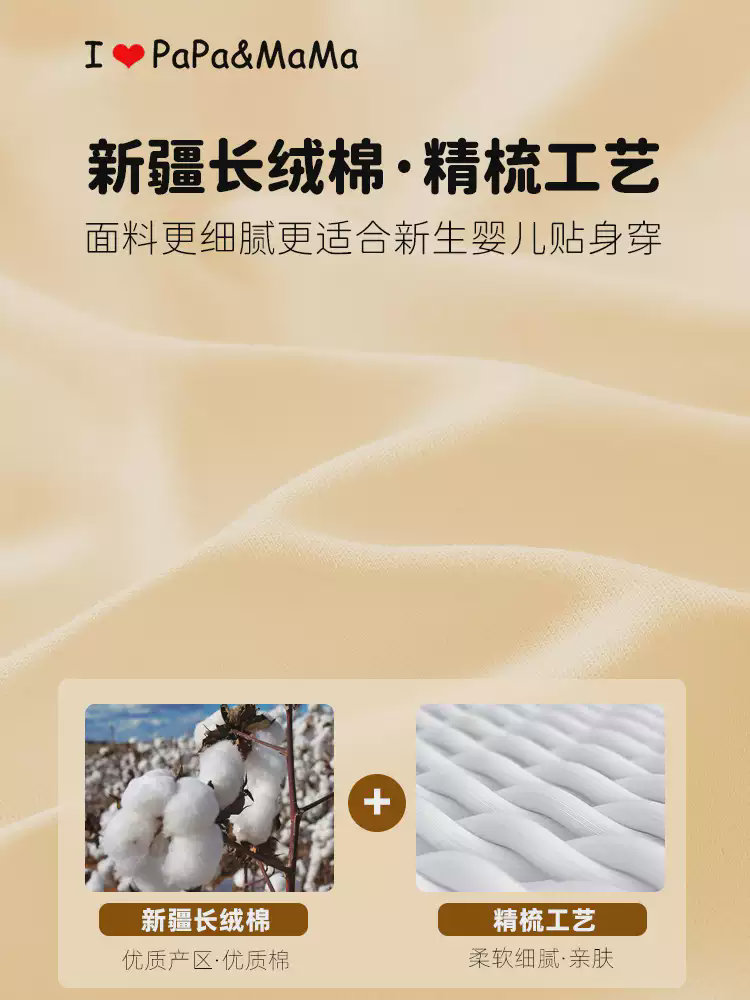 I ❤ PaPa&MaMa
新疆长绒棉·精梳工艺
面料更细腻更适合新生婴儿贴身穿
+
新疆长绒棉
精梳工艺
优质产区·优质棉
柔软细腻·亲肤